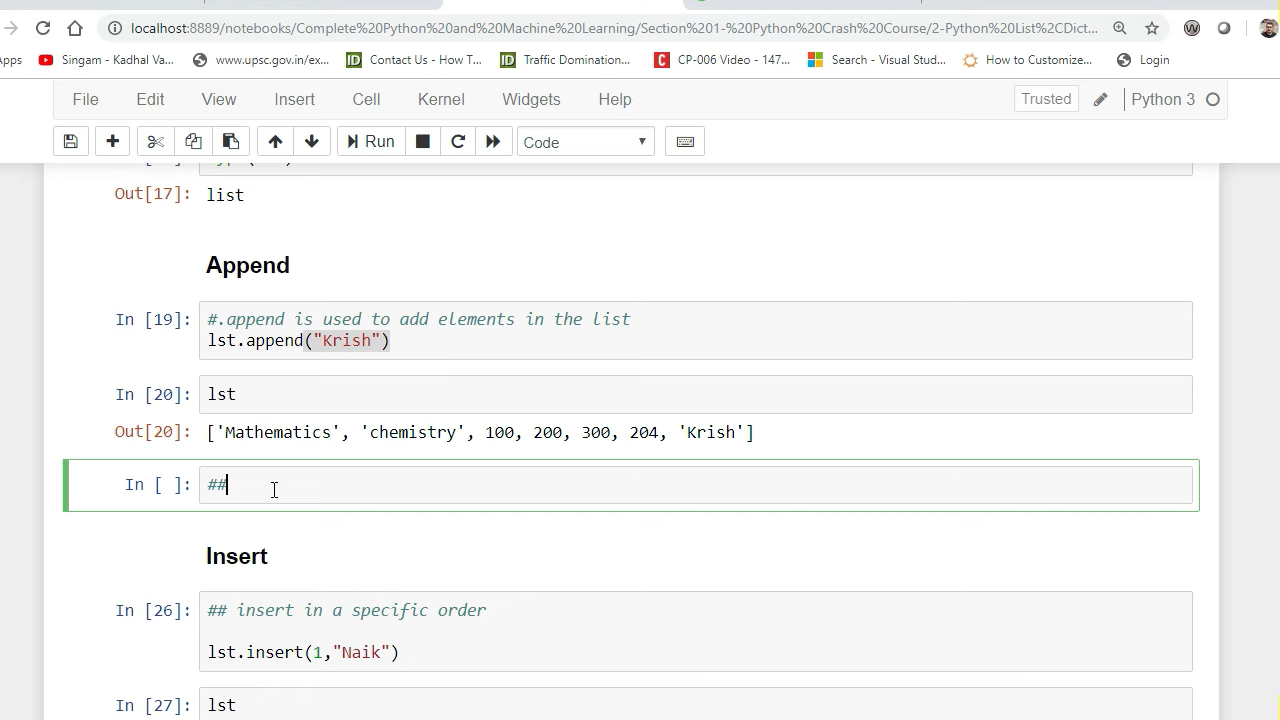 localhost:8889/notebooks/Complete%20Python%20and%20Machine%20Learning/Section%201-%20Python%20Crash%20Course/2-Python%20List%2CDict...
Apps Singam - Kadhal Va... www.upsc.gov.in/ex... Contact Us - How T... Traffic Domination... CP-006 Video - 147... Search - Visual Stud... How to Customize... Login
File Edit View Insert Cell Kernel Widgets Help Trusted Python 3
Run Code
Out[17]: list
Append
In [19]: #.append is used to add elements in the list
lst.append("Krish")
In [20]: lst
Out[20]: ['Mathematics', 'chemistry', 100, 200, 300, 204, 'Krish']
In [ ]: ##
Insert
In [26]: ## insert in a specific order
lst.insert(1,"Naik")
In [27]: lst